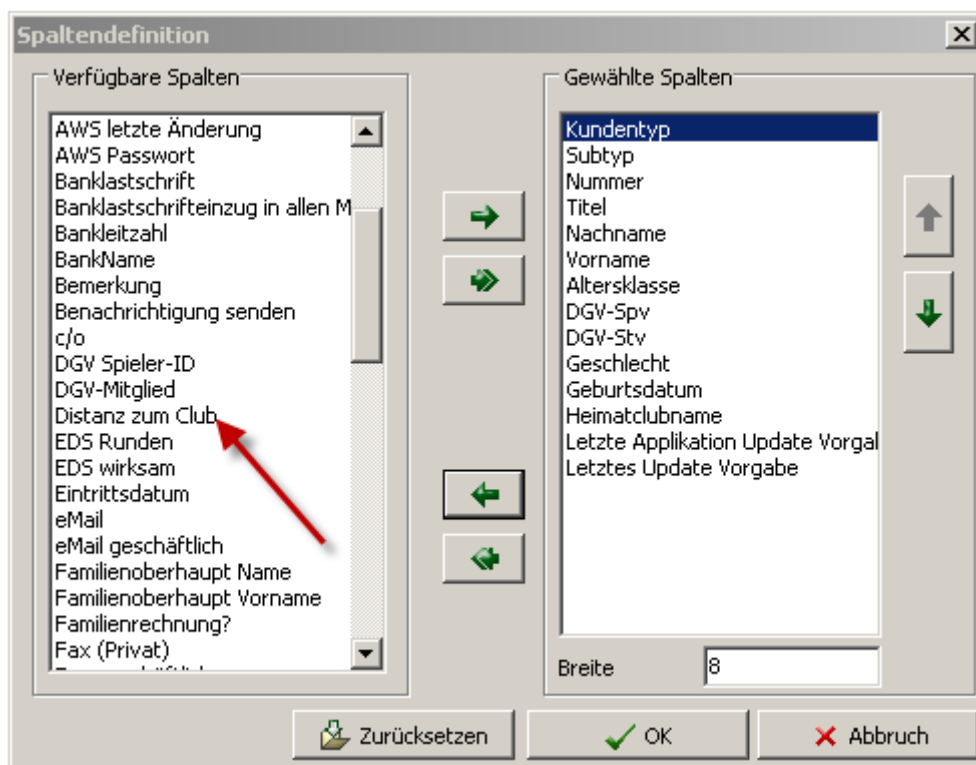 Spaltendefinition
Verfügbare Spalten
AWS letzte Änderung
AWS Passwort
Banklastschrift
Banklastschrifteinzug in allen M
Bankleitzahl
BankName
Bemerkung
Benachrichtigung senden
c/o
DGV Spieler-ID
DGV-Mitglied
Distanz zum Club
EDS Runden
EDS wirksam
Eintrittsdatum
eMail
eMail geschäftlich
Familienoberhaupt Name
Familienoberhaupt Vorname
Familienrechnung?
Fax (Privat)
Gewählte Spalten
Kundentyp
Subtyp
Nummer
Titel
Nachname
Vorname
Altersklasse
DGV-Spv
DGV-Stv
Geschlecht
Geburtsdatum
Heimatclubname
Letzte Applikation Update Vorgal
Letztes Update Vorgabe
Breite 8
Zurücksetzen OK Abbruch